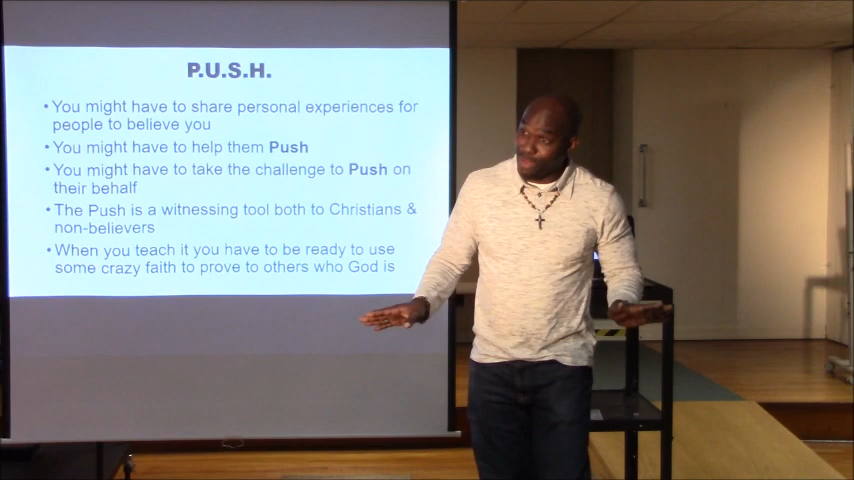 P.U.S.H.
• You might have to share personal experiences for
people to believe you
• You might have to help them Push
• You might have to take the challenge to Push on
their behalf
• The Push is a witnessing tool both to Christians &
non-believers
• When you teach it you have to be ready to use
some crazy faith to prove to others who God is